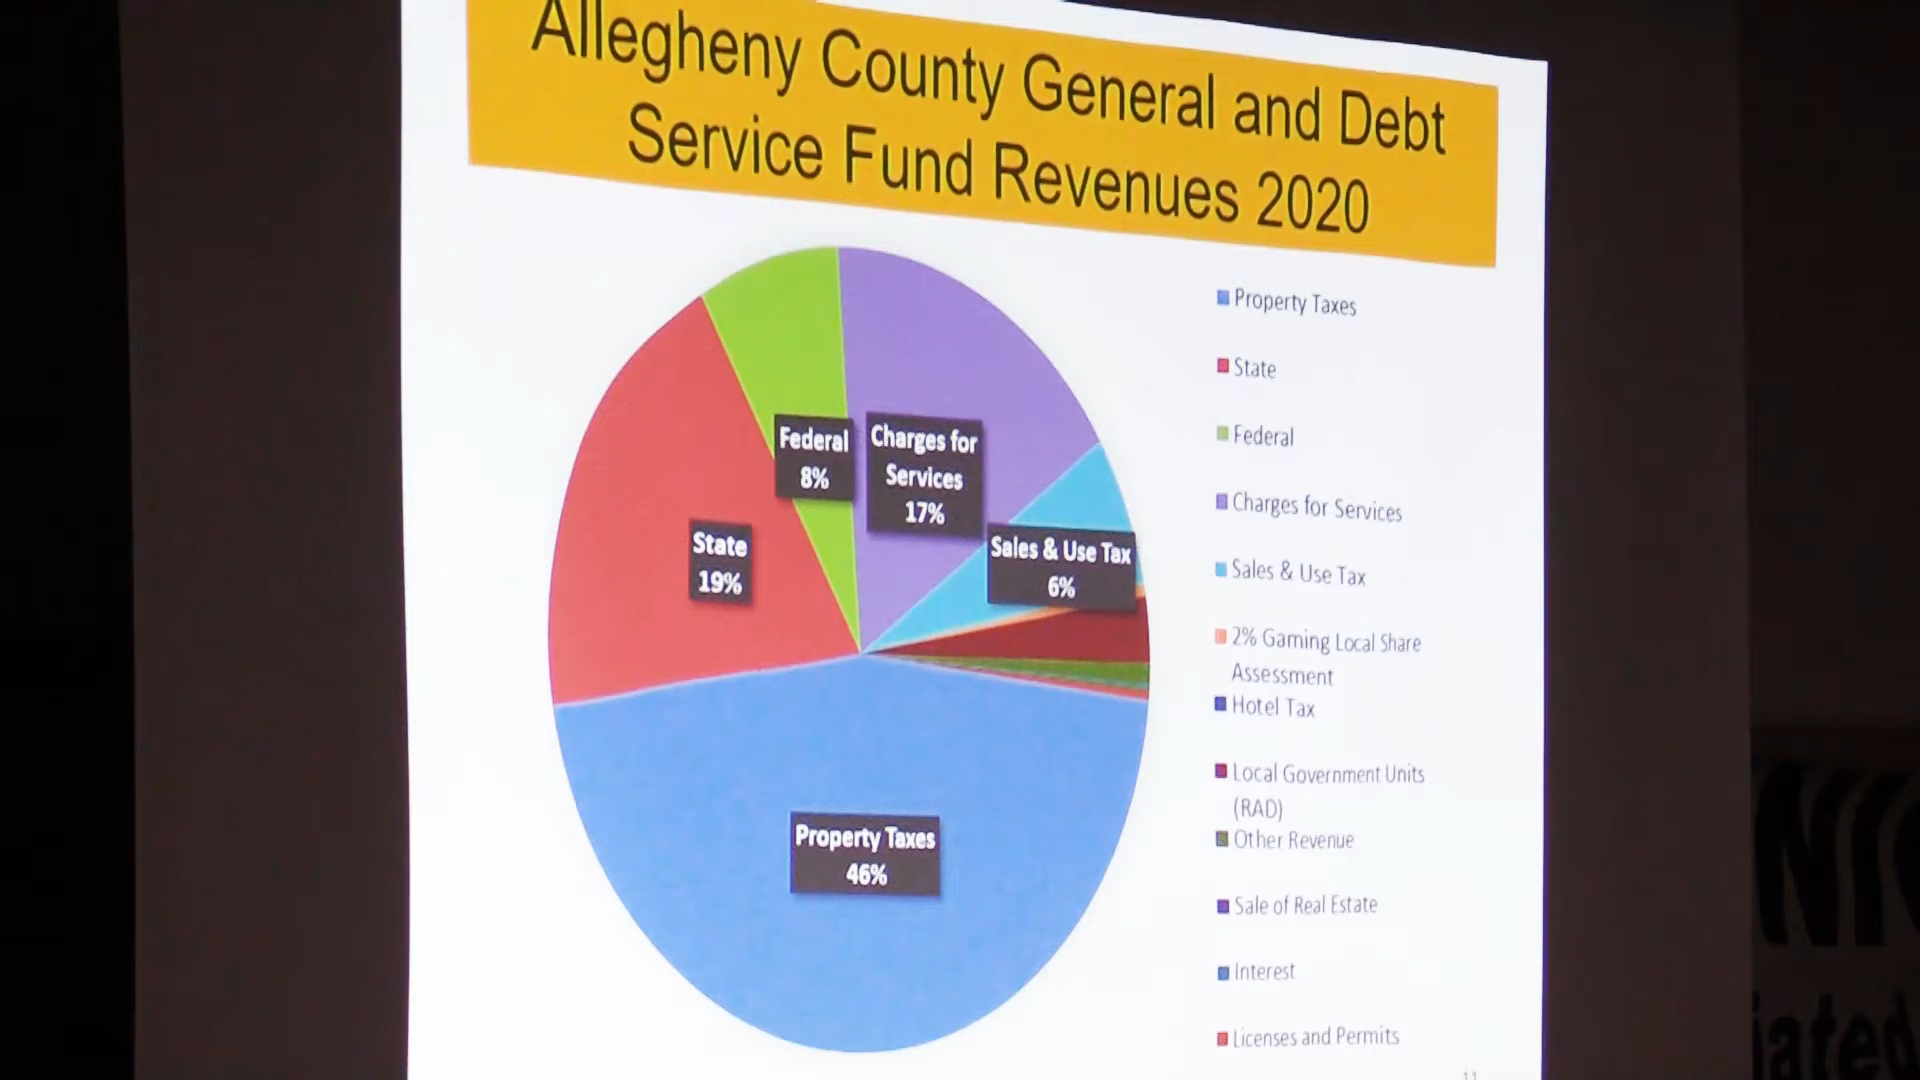 Allegheny County General and Debt
Service Fund Revenues 2020
Federal
8%
Charges for
Services
17%
State
19%
Sales & Use Tax
6%
Property Taxes
46%
Property Taxes
State
Federal
Charges for Services
Sales & Use Tax
2% Gaming Local Share
Assessment
Hotel Tax
Local Government Units
(RAD)
Other Revenue
Sale of Real Estate
Interest
Licenses and Permits
11